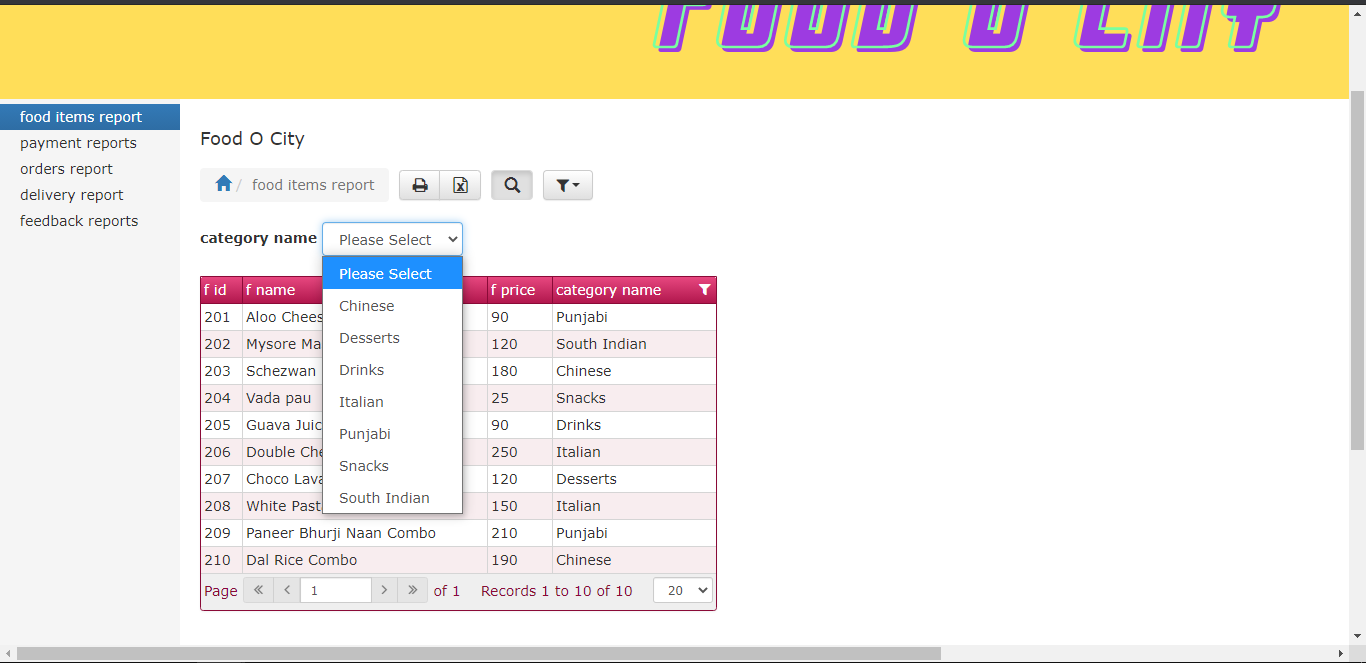 FOOD O CITY
food items report
payment reports
orders report
delivery report
feedback reports
Food O City
/ food items report
category name Please Select
Please Select
Chinese
Desserts
Drinks
Italian
Punjabi
Snacks
South Indian
f id f name f price category name
201 Aloo Chees 90 Punjabi
202 Mysore Ma 120 South Indian
203 Schezwan 180 Chinese
204 Vada pau 25 Snacks
205 Guava Juic 90 Drinks
206 Double Che 250 Italian
207 Choco Lava 120 Desserts
208 White Past 150 Italian
209 Paneer Bhurji Naan Combo 210 Punjabi
210 Dal Rice Combo 190 Chinese
Page « < 1 > » of 1 Records 1 to 10 of 10 20